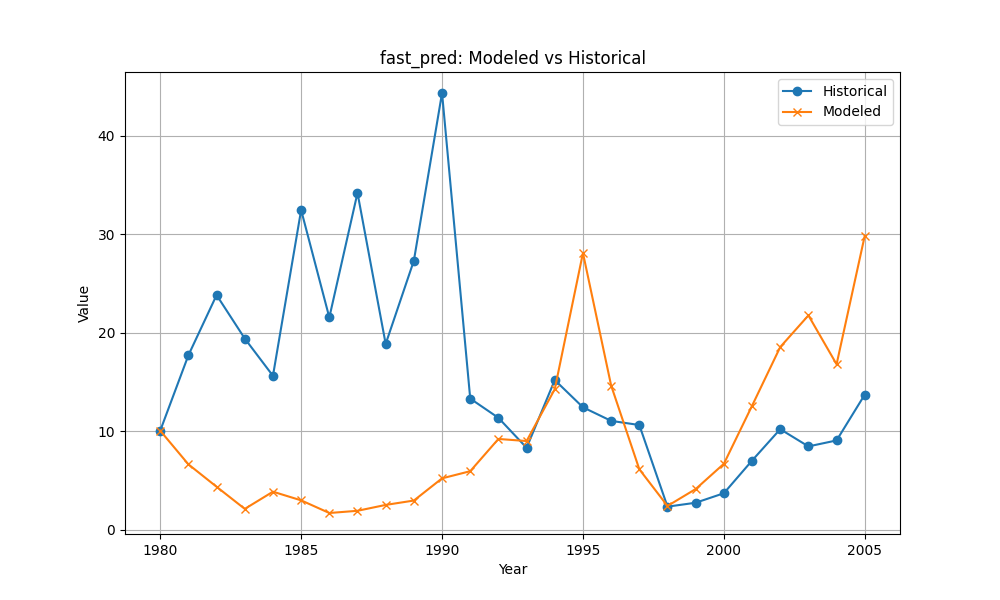 fast_pred: Modeled vs Historical
Historical
Modeled
Value
40
30
20
10
0
1980 1985 1990 1995 2000 2005
Year